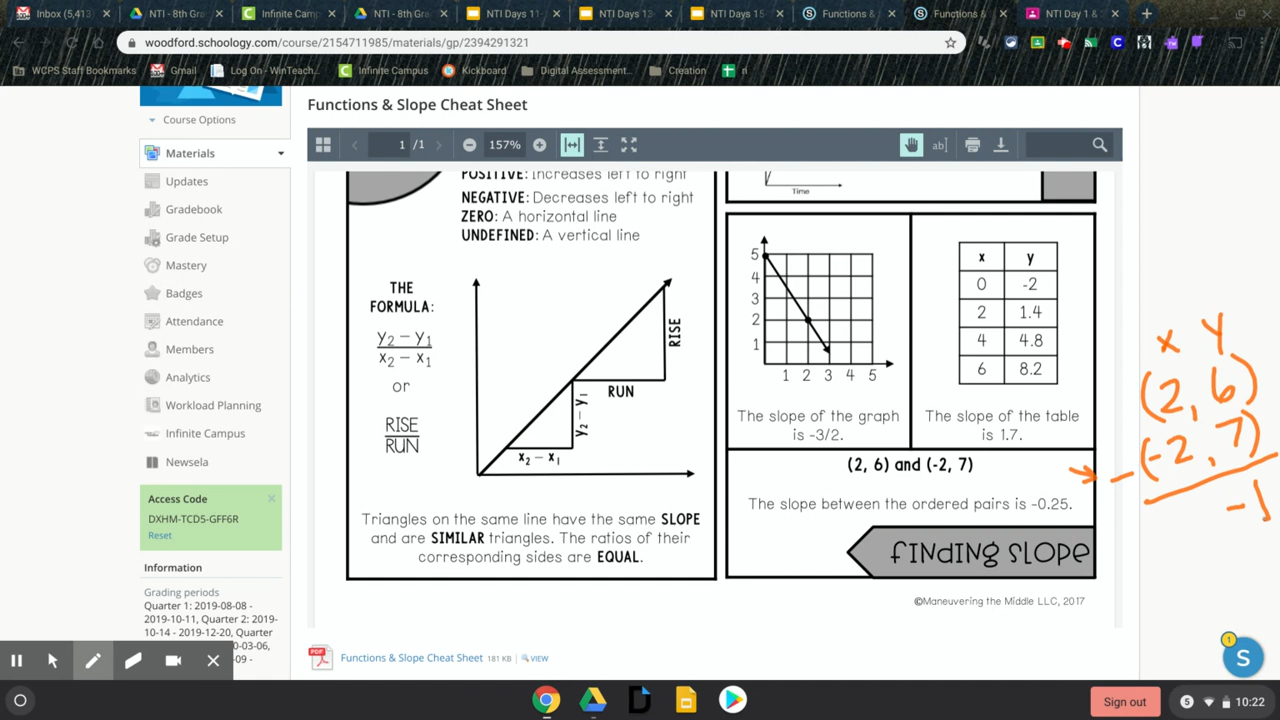 Inbox (5,413
NTI - 8th Gr
Infinite Cam
NTI - 8th Gro
NTI Days 11
NTI Days 13
NTI Days 15
Functions &
Functions &
NTI Day 1 &
woodford.schoology.com/course/2154711985/materials/gp/2394291321
WCPS Staff Bookmarks
Gmail
Log On - WinTeach...
Infinite Campus
Kickboard
Digital Assessment...
Creation
Functions & Slope Cheat Sheet
Course Options
Materials
Updates
Gradebook
Grade Setup
Mastery
Badges
Attendance
Members
Analytics
Workload Planning
Infinite Campus
Newsela
Access Code
DXHM-TCD5-GFF6R
Reset
Information
Grading periods
Quarter 1: 2019-08-08 -
2019-10-11, Quarter 2: 2019-
10-14 - 2019-12-20, Quarter
0-03-06,
-09 -
1 /1
157%
ab
POSITIVE: Increases left to right
NEGATIVE: Decreases left to right
ZERO: A horizontal line
UNDEFINED: A vertical line
THE
FORMULA:
y₂ - y₁
x₂ - x₁
or
RISE
RUN
RISE
RUN
y₂ - y₁
x₂ - x₁
Triangles on the same line have the same SLOPE
and are SIMILAR triangles. The ratios of their
corresponding sides are EQUAL.
Time
5
4
3
2
1
1 2 3 4 5
The slope of the graph
is -3/2.
x y
0 -2
2 1.4
4 4.8
6 8.2
The slope of the table
is 1.7.
(2, 6) and (-2, 7)
The slope between the ordered pairs is -0.25.
FINDING SLOPE
©Maneuvering the Middle LLC, 2017
x y
(2, 6)
- (-2, 7)
-1
PDF
Functions & Slope Cheat Sheet 181 KB VIEW
1
S
Sign out
5
10:22